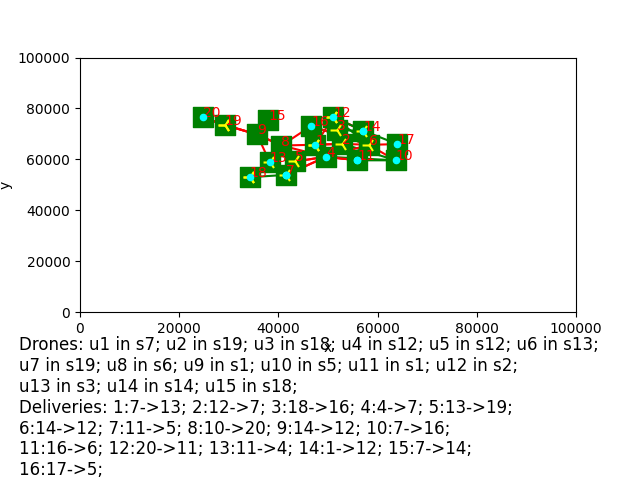 100000
80000
60000
40000
20000
0
0 20000 40000 60000 80000 100000
x
y
Drones: u1 in s7; u2 in s19; u3 in s18; u4 in s12; u5 in s12; u6 in s13;
u7 in s19; u8 in s6; u9 in s1; u10 in s5; u11 in s1; u12 in s2;
u13 in s3; u14 in s14; u15 in s18;
Deliveries: 1:7->13; 2:12->7; 3:18->16; 4:4->7; 5:13->19;
6:14->12; 7:11->5; 8:10->20; 9:14->12; 10:7->16;
11:16->6; 12:20->11; 13:11->4; 14:1->12; 15:7->14;
16:17->5;